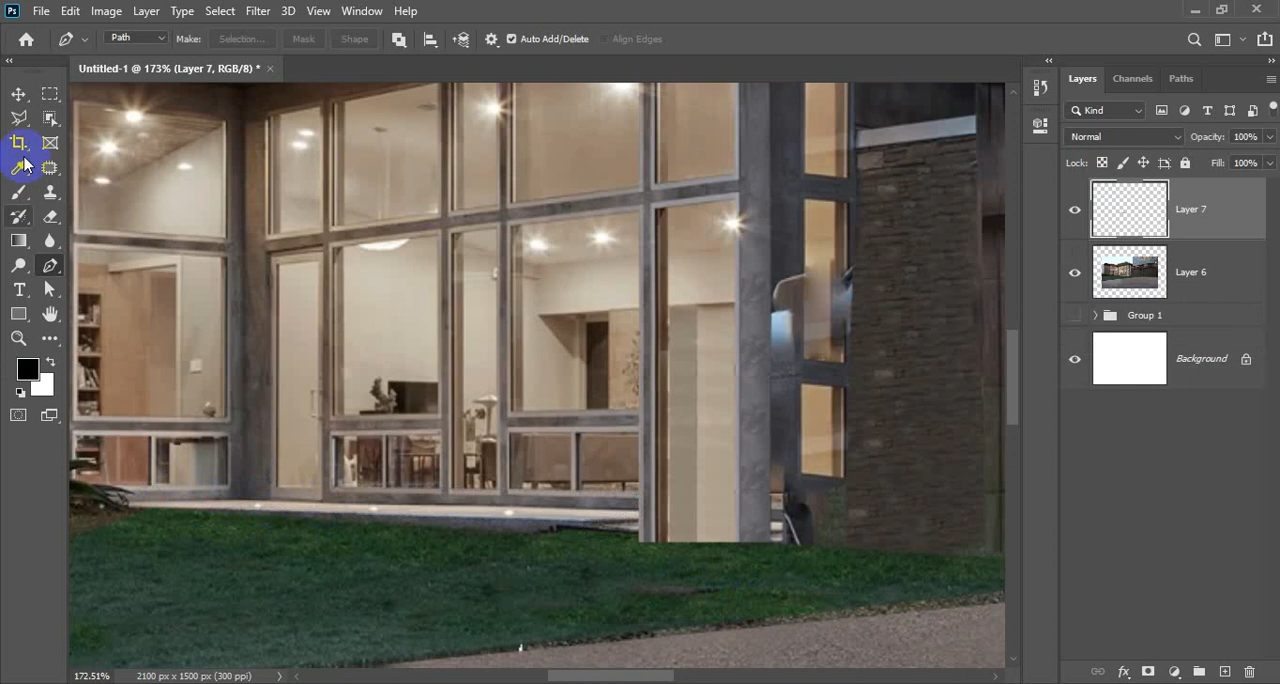 Ps File Edit Image Layer Type Select Filter 3D View Window Help
Path Make: Selection... Mask Shape Auto Add/Delete Align Edges
Untitled-1 @ 173% (Layer 7, RGB/8) *
Layers Channels Paths
Kind
Normal Opacity: 100%
Lock: Fill: 100%
Layer 7
Layer 6
Group 1
Background
172.51% 2100 px x 1500 px (300 ppi)